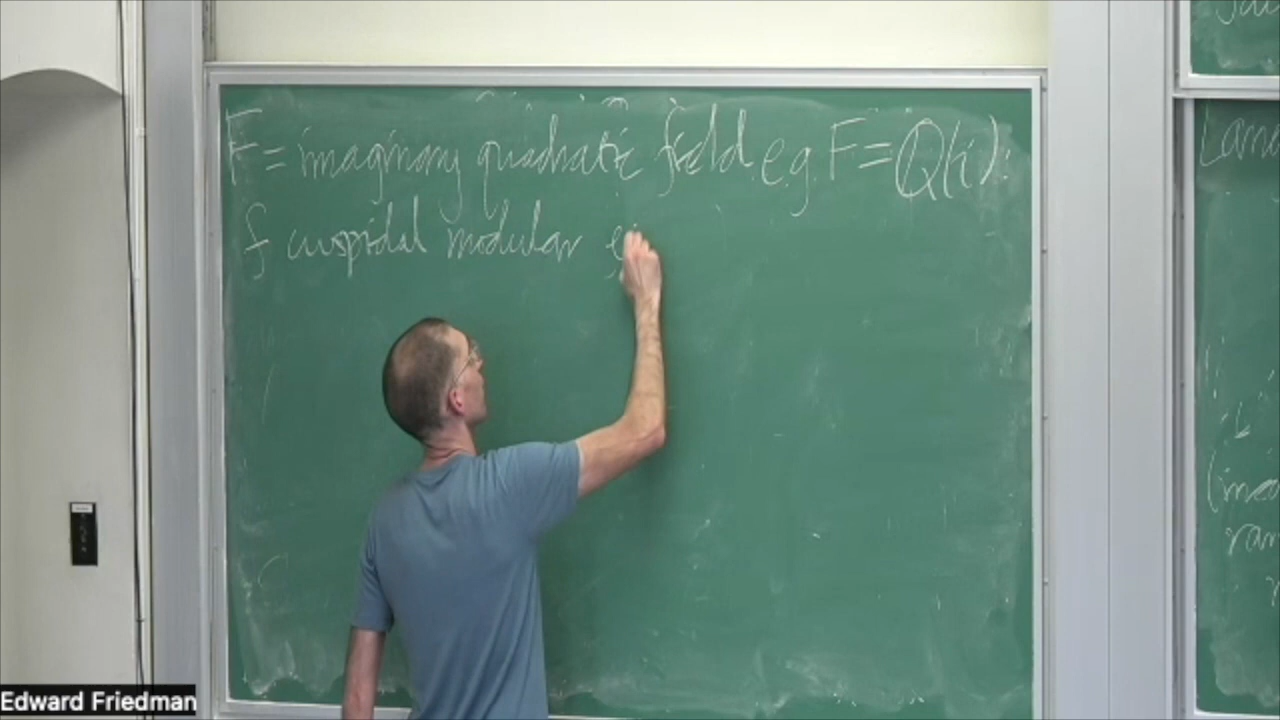 F = imaginary quadratic field. e.g. F = Q(i).
f cuspidal modular
Edward Friedman